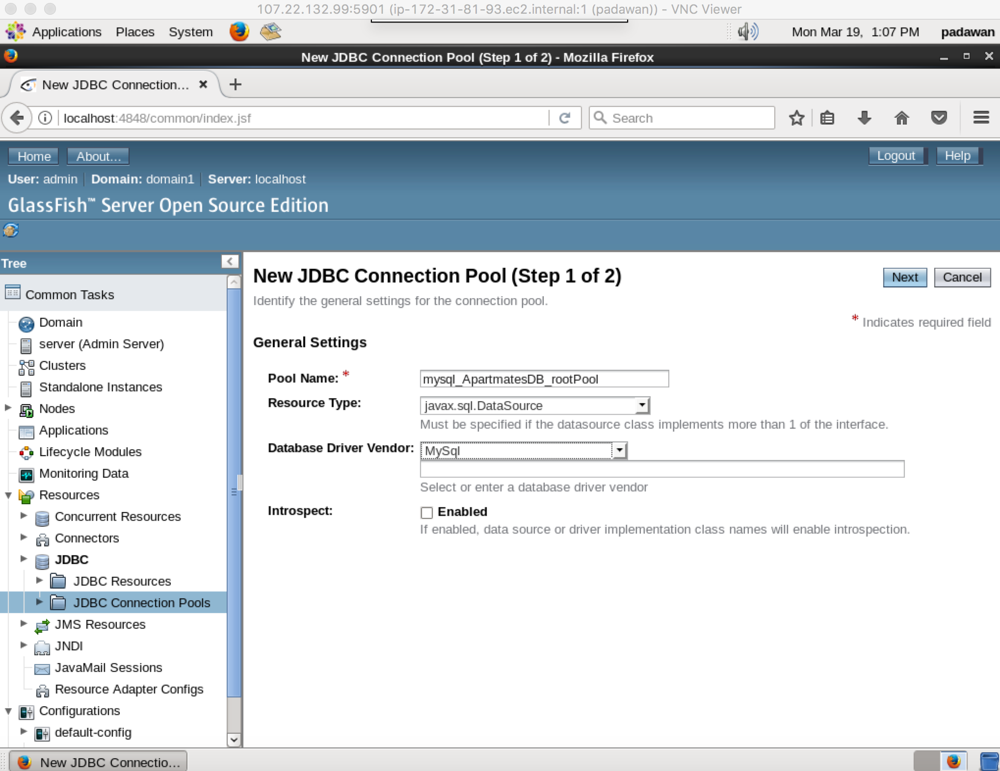 107.22.132.99:5901 (ip-172-31-81-93.ec2.internal:1 (padawan)) - VNC Viewer
Applications Places System Mon Mar 19, 1:07 PM padawan
New JDBC Connection Pool (Step 1 of 2) - Mozilla Firefox
New JDBC Connection...
localhost:4848/common/index.jsf Search
Home About... Logout Help
User: admin Domain: domain1 Server: localhost
GlassFish™ Server Open Source Edition
Tree
Common Tasks
Domain
server (Admin Server)
Clusters
Standalone Instances
Nodes
Applications
Lifecycle Modules
Monitoring Data
Resources
Concurrent Resources
Connectors
JDBC
JDBC Resources
JDBC Connection Pools
JMS Resources
JNDI
JavaMail Sessions
Resource Adapter Configs
Configurations
default-config
New JDBC Connection Pool (Step 1 of 2) Next Cancel
Identify the general settings for the connection pool.
* Indicates required field
General Settings
Pool Name: * mysql_ApartmatesDB_rootPool
Resource Type: javax.sql.DataSource
Must be specified if the datasource class implements more than 1 of the interface.
Database Driver Vendor: MySql
Select or enter a database driver vendor
Introspect: Enabled
If enabled, data source or driver implementation class names will enable introspection.
New JDBC Connectio...